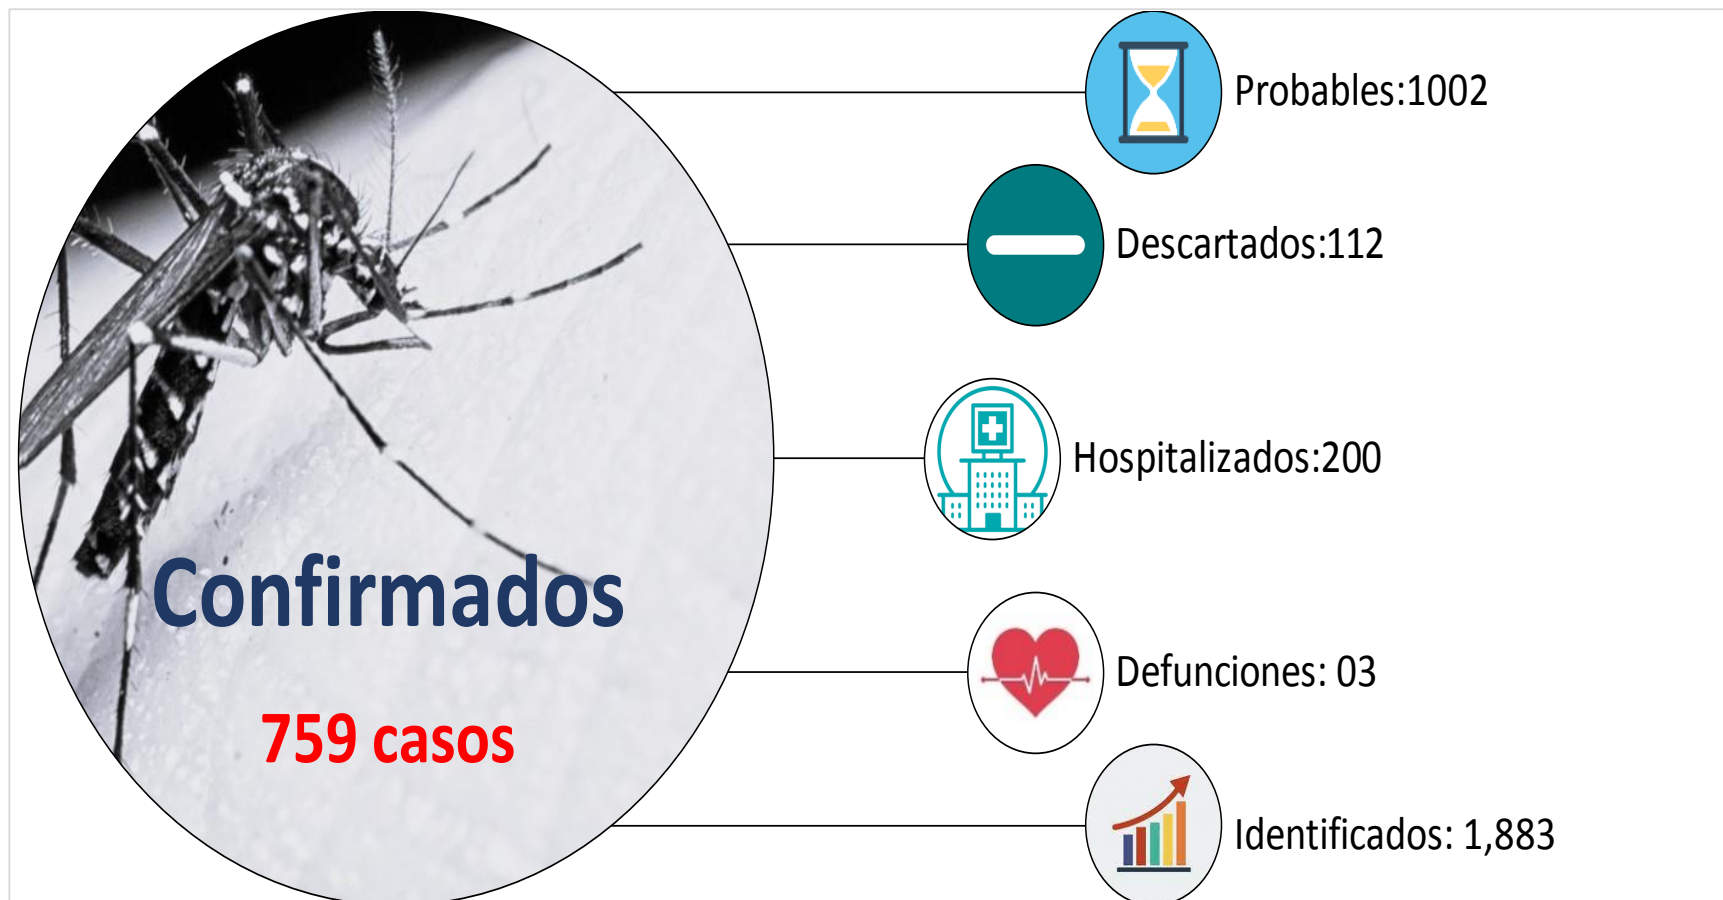 Probables:1002
Descartados:112
Hospitalizados:200
Confirmados
759 casos
Defunciones: 03
Identificados: 1,883